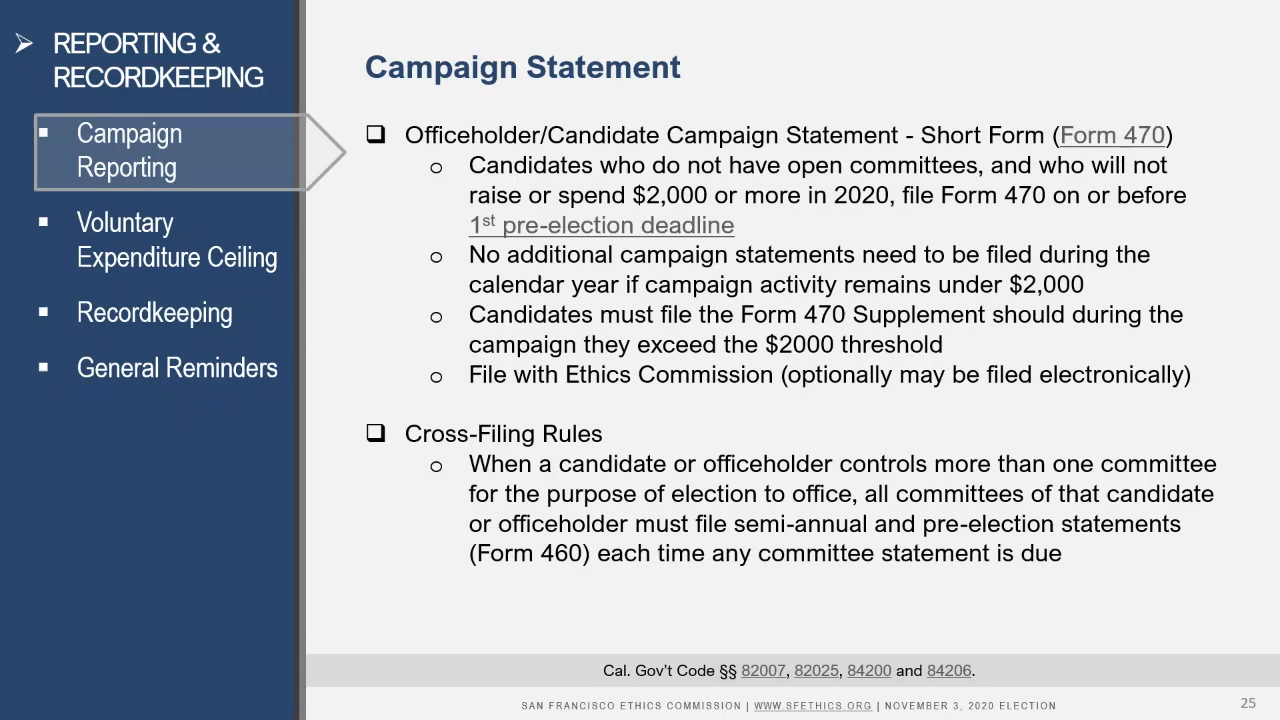 ➢ REPORTING &
RECORDKEEPING
▪ Campaign
Reporting
▪ Voluntary
Expenditure Ceiling
▪ Recordkeeping
▪ General Reminders
Campaign Statement
❑ Officeholder/Candidate Campaign Statement - Short Form (Form 470)
o Candidates who do not have open committees, and who will not
raise or spend $2,000 or more in 2020, file Form 470 on or before
1st pre-election deadline
o No additional campaign statements need to be filed during the
calendar year if campaign activity remains under $2,000
o Candidates must file the Form 470 Supplement should during the
campaign they exceed the $2000 threshold
o File with Ethics Commission (optionally may be filed electronically)
❑ Cross-Filing Rules
o When a candidate or officeholder controls more than one committee
for the purpose of election to office, all committees of that candidate
or officeholder must file semi-annual and pre-election statements
(Form 460) each time any committee statement is due
Cal. Gov’t Code §§ 82007, 82025, 84200 and 84206.
SAN FRANCISCO ETHICS COMMISSION | WWW.SFETHICS.ORG | NOVEMBER 3, 2020 ELECTION
25